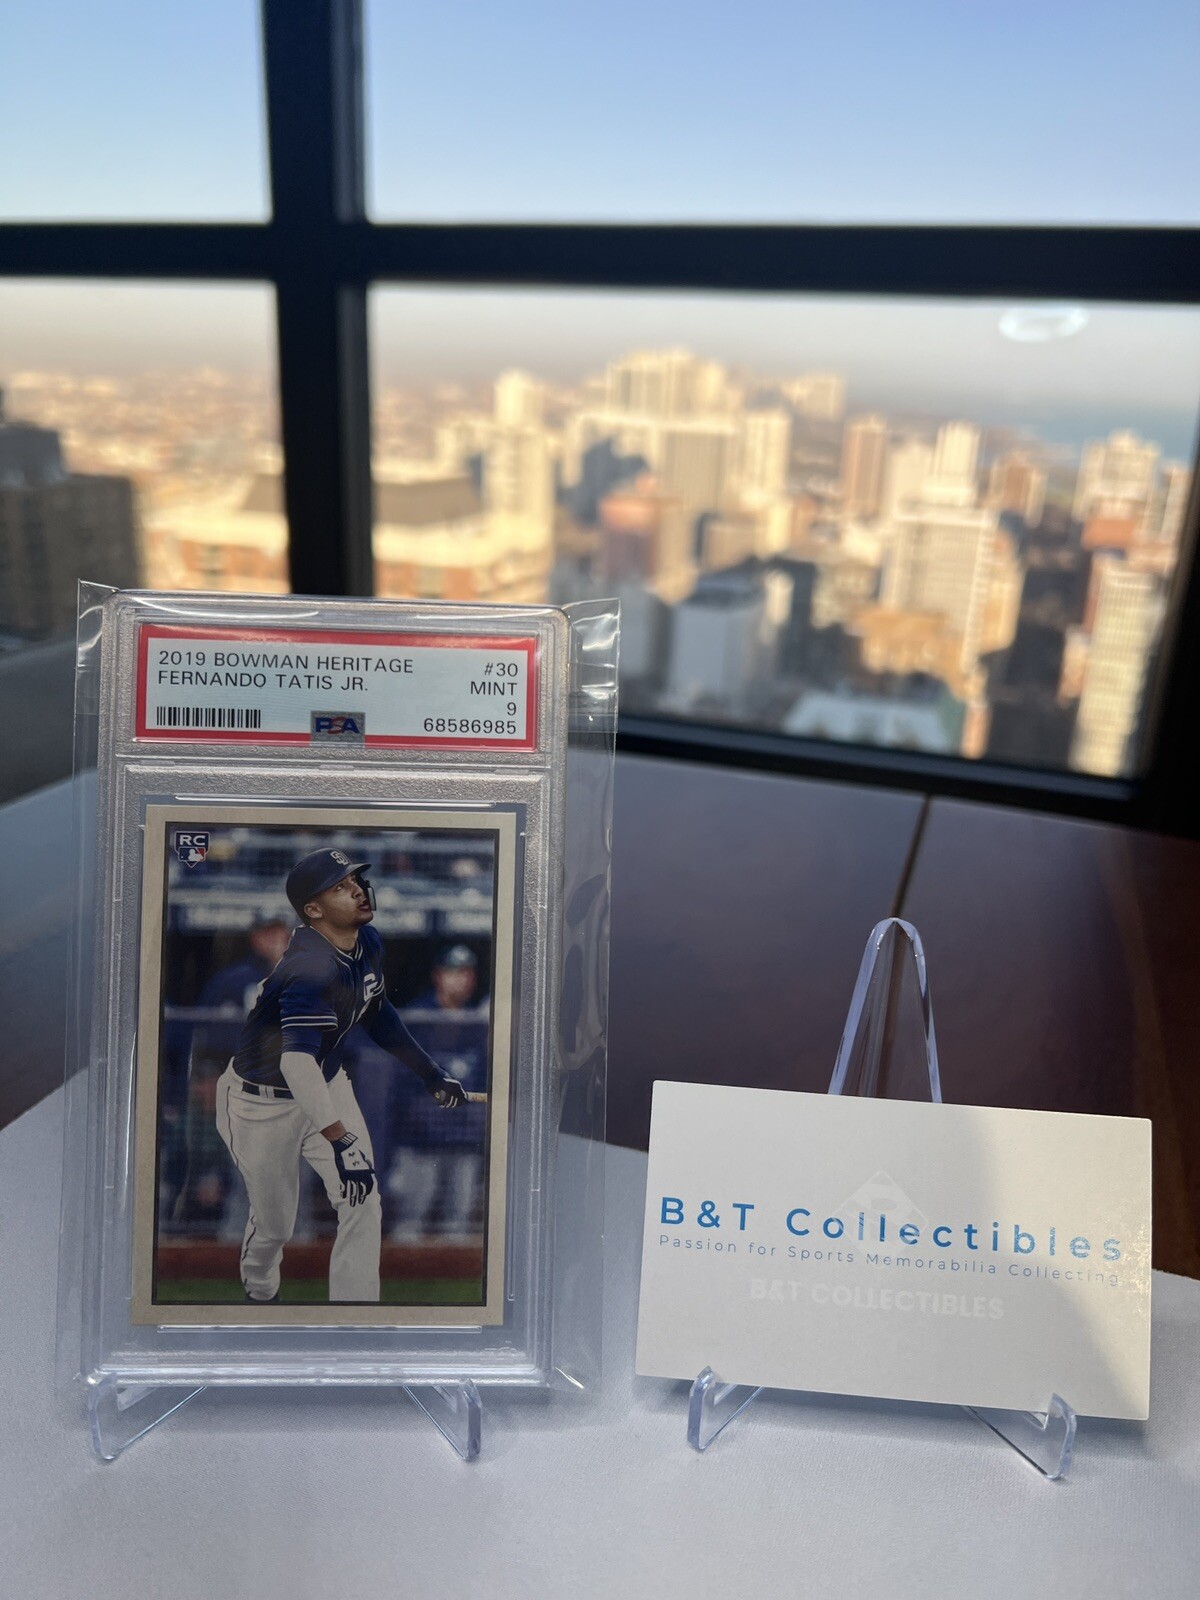 2019 BOWMAN HERITAGE #30
FERNANDO TATIS JR. MINT
9
PSA 68586985
RC
SD
B&T Collectibles
Passion for Sports Memorabilia Collecting
B&T COLLECTIBLES